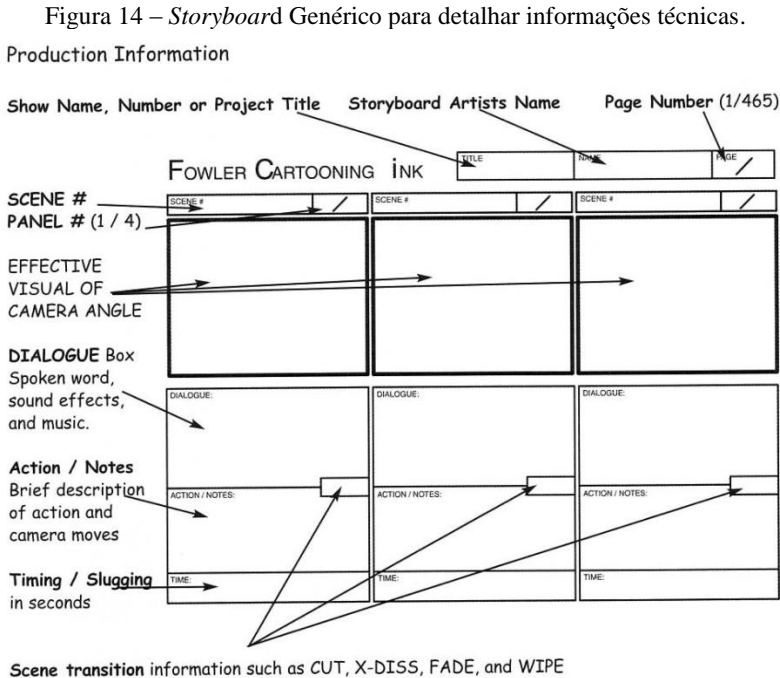 Figura 14 – Storyboard Genérico para detalhar informações técnicas.
Production Information
Show Name, Number or Project Title Storyboard Artists Name Page Number (1/465)
FOWLER CARTOONING iNK
TITLE NAME PAGE /
SCENE #
PANEL # (1 / 4)
SCENE # / SCENE # / SCENE # /
EFFECTIVE
VISUAL OF
CAMERA ANGLE
DIALOGUE Box
Spoken word,
sound effects,
and music.
DIALOGUE: DIALOGUE: DIALOGUE:
Action / Notes
Brief description
of action and
camera moves
ACTION / NOTES: ACTION / NOTES: ACTION / NOTES:
Timing / Slugging
in seconds
TIME: TIME: TIME:
Scene transition information such as CUT, X-DISS, FADE, and WIPE